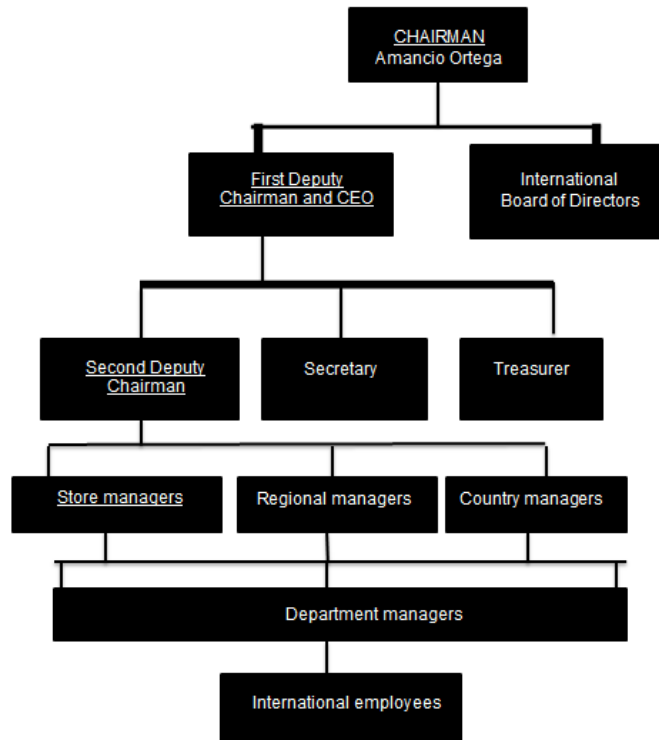 CHAIRMAN
Amancio Ortega
First Deputy
Chairman and CEO
International
Board of Directors
Second Deputy
Chairman
Secretary
Treasurer
Store managers
Regional managers
Country managers
Department managers
International employees